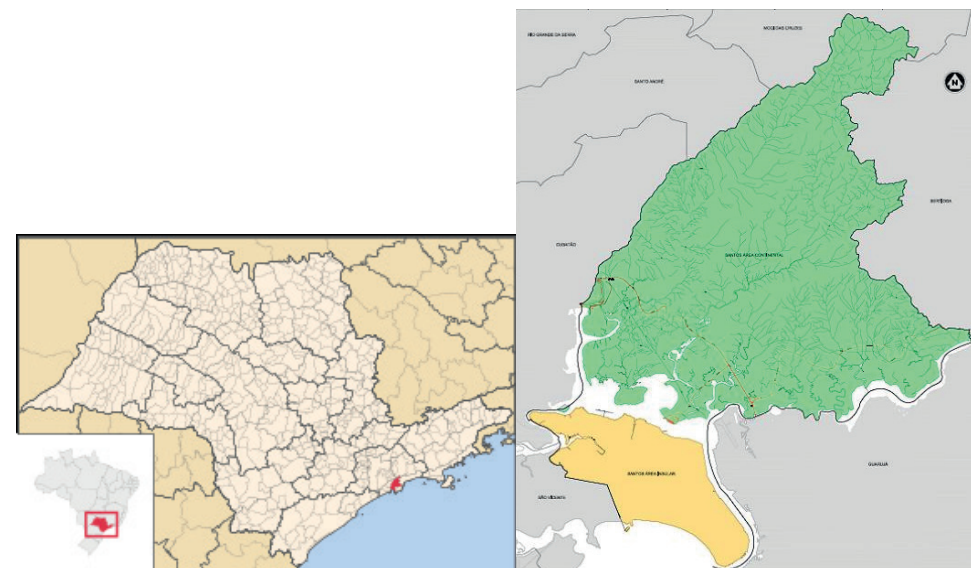 RIO GRANDE DA SERRA
MOGI DAS CRUZES
SANTO ANDRÉ
N
BERTIOGA
CUBATÃO
SANTOS ÁREA CONTINENTAL
GUARUJÁ
SANTOS ÁREA INSULAR
SÃO VICENTE